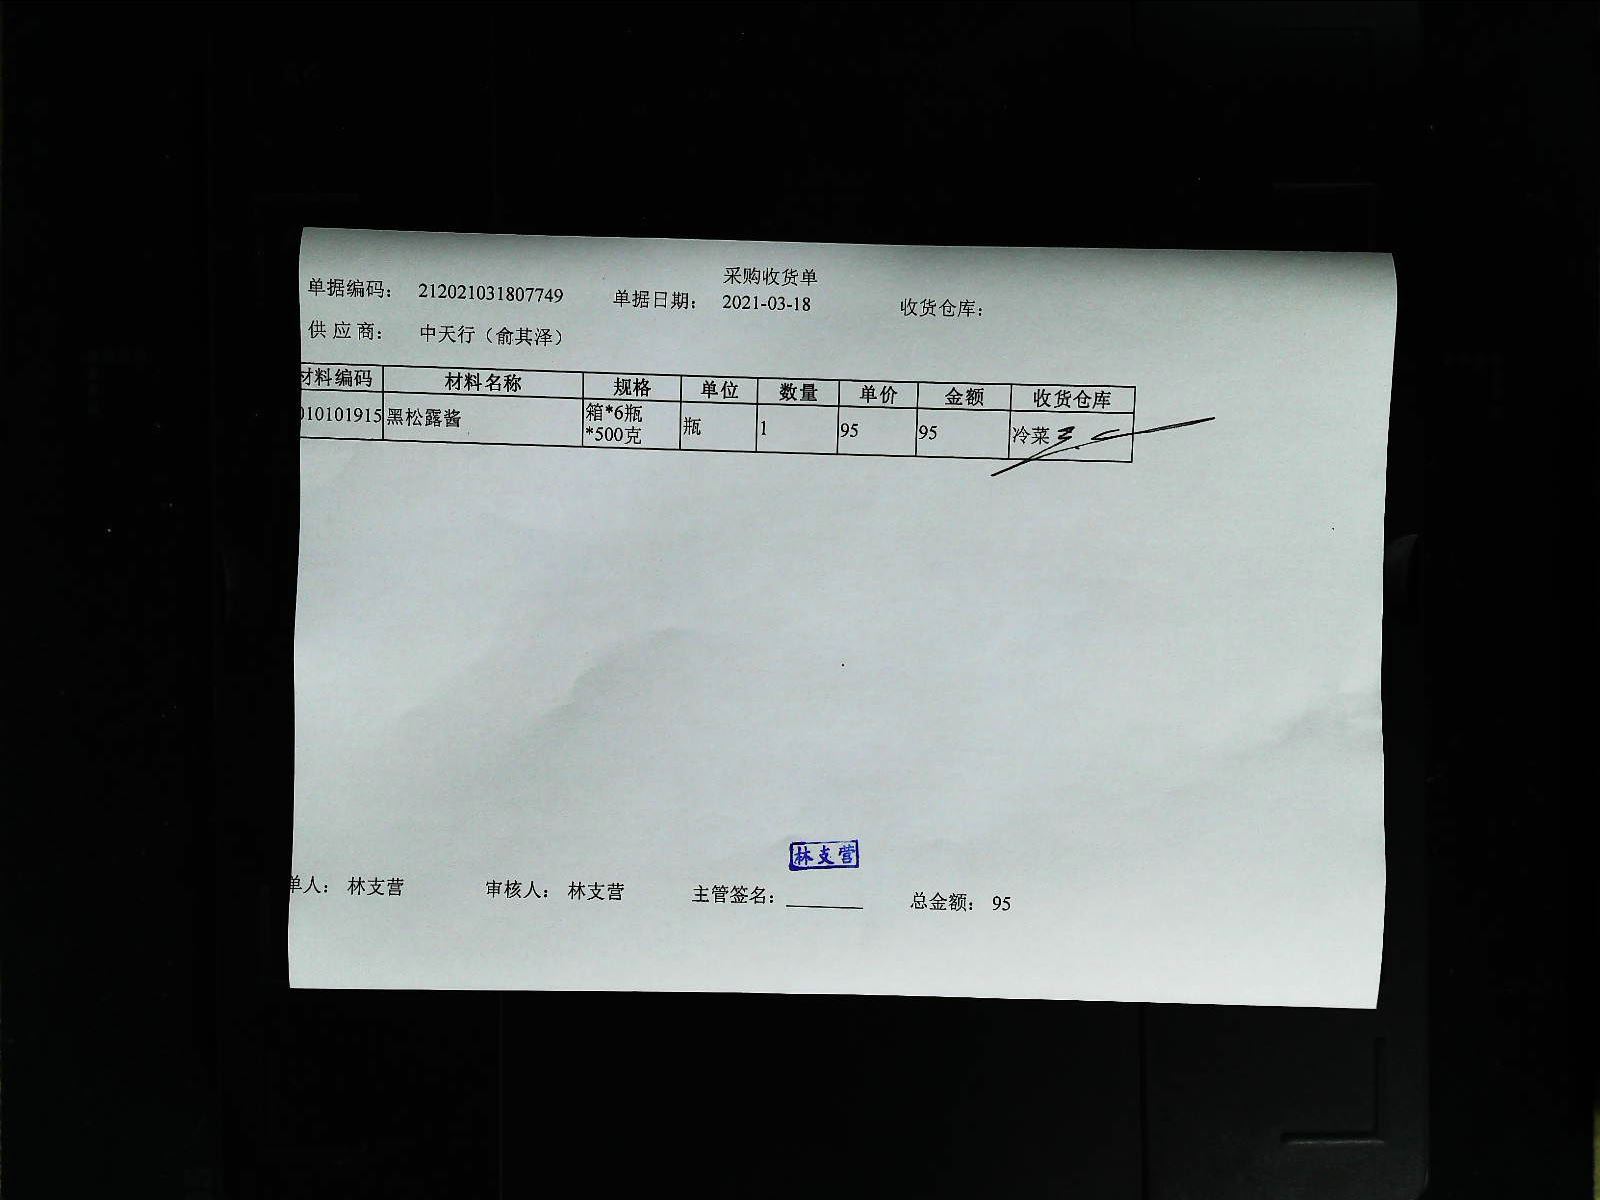 采购收货单
单据编码: 212021031807749 单据日期: 2021-03-18 收货仓库:
供应商: 中天行（俞其泽）
材料编码 材料名称 规格 单位 数量 单价 金额 收货仓库
010101915 黑松露酱 箱*6瓶*500克 瓶 1 95 95 冷菜
林支营
单人: 林支营 审核人: 林支营 主管签名: 总金额: 95